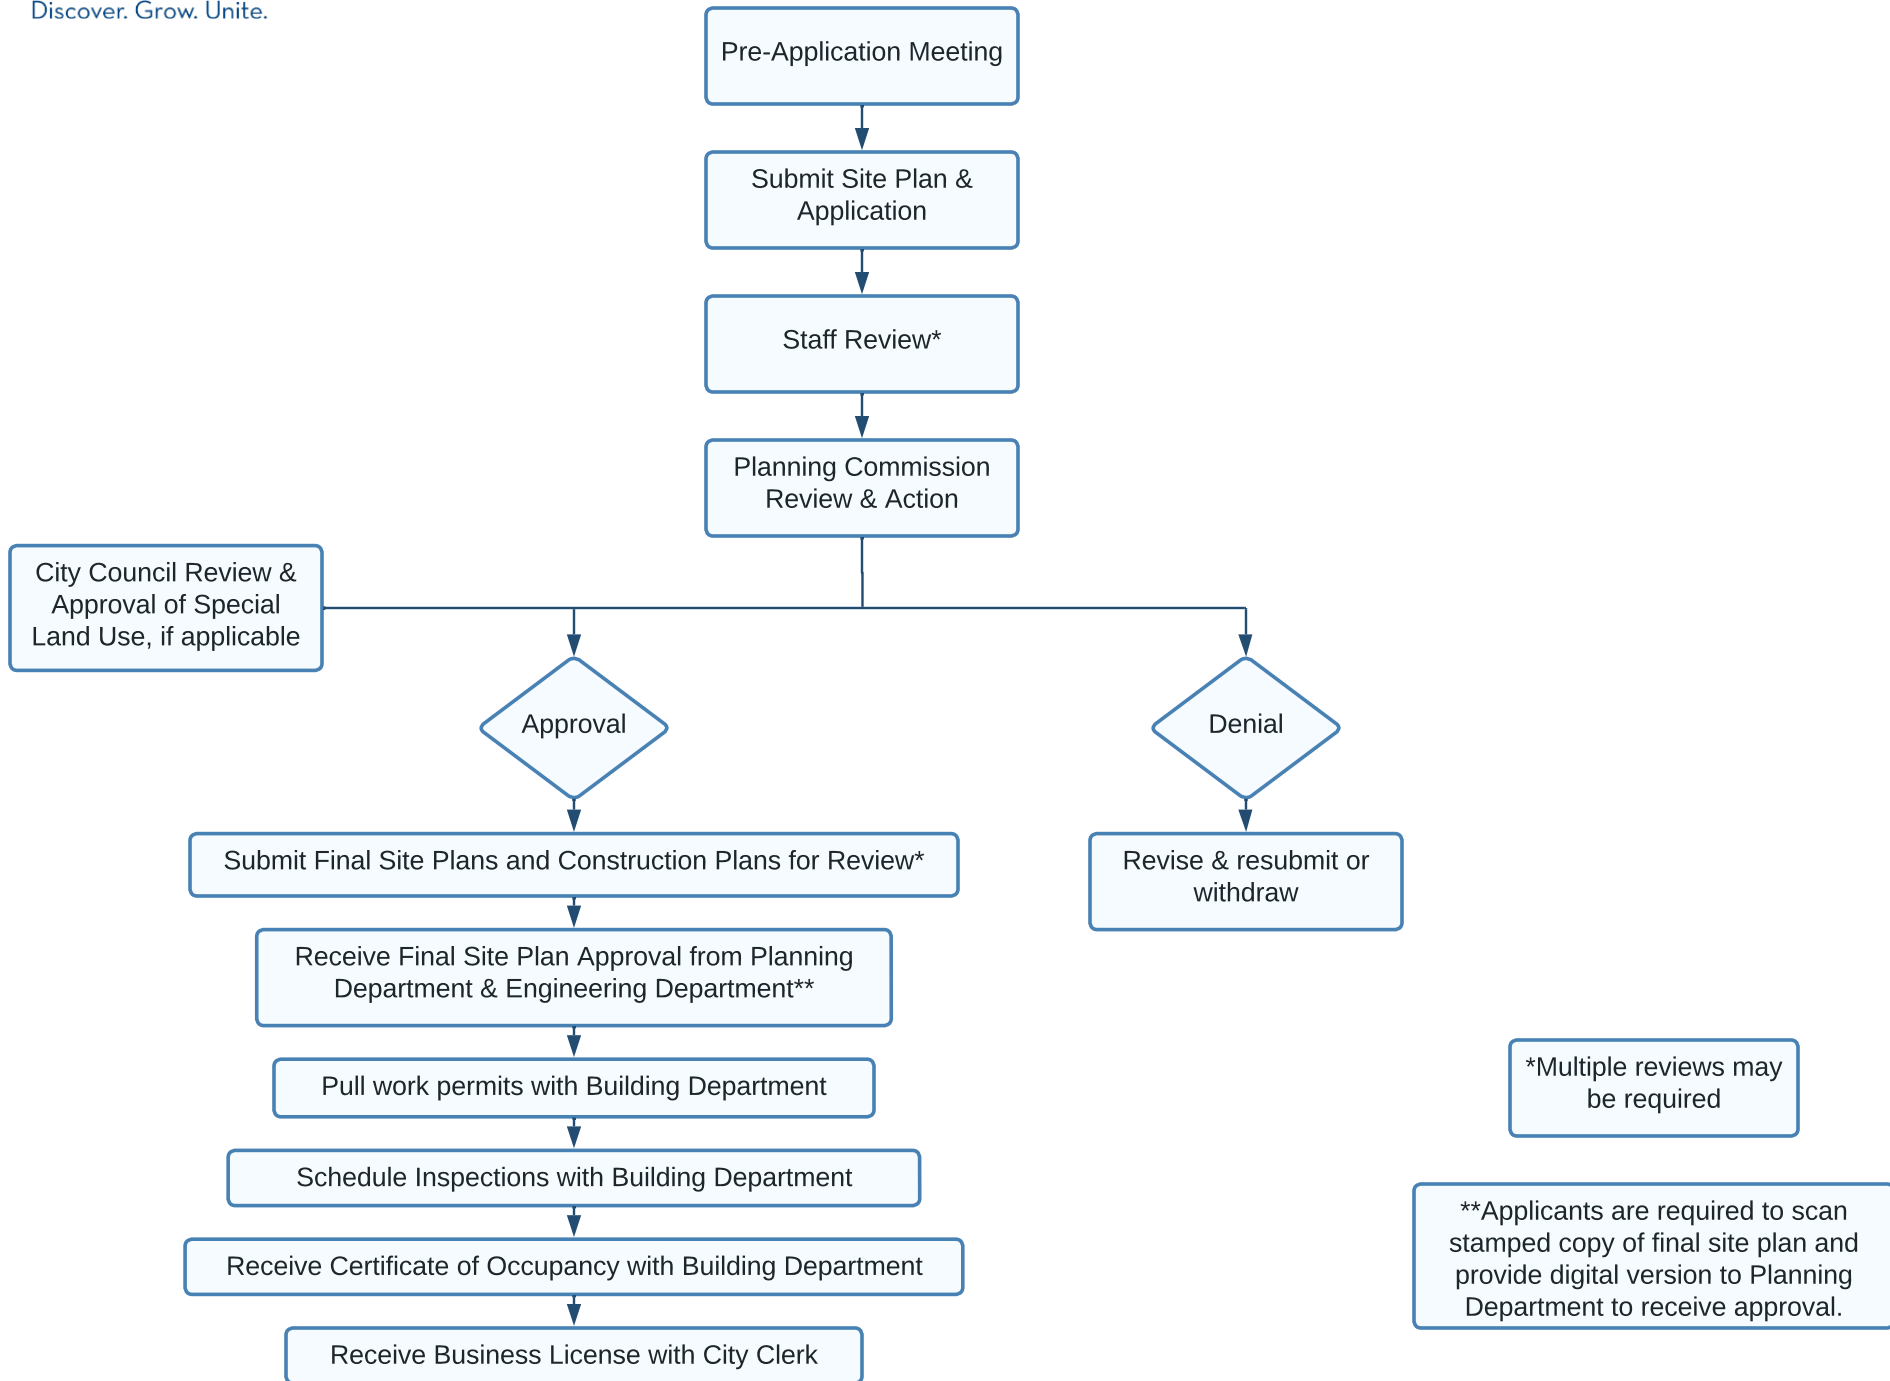 Discover. Grow. Unite.
Pre-Application Meeting
Submit Site Plan &
Application
Staff Review*
Planning Commission
Review & Action
City Council Review &
Approval of Special
Land Use, if applicable
Approval
Denial
Submit Final Site Plans and Construction Plans for Review*
Revise & resubmit or
withdraw
Receive Final Site Plan Approval from Planning
Department & Engineering Department**
Pull work permits with Building Department
*Multiple reviews may
be required
Schedule Inspections with Building Department
**Applicants are required to scan
stamped copy of final site plan and
provide digital version to Planning
Department to receive approval.
Receive Certificate of Occupancy with Building Department
Receive Business License with City Clerk